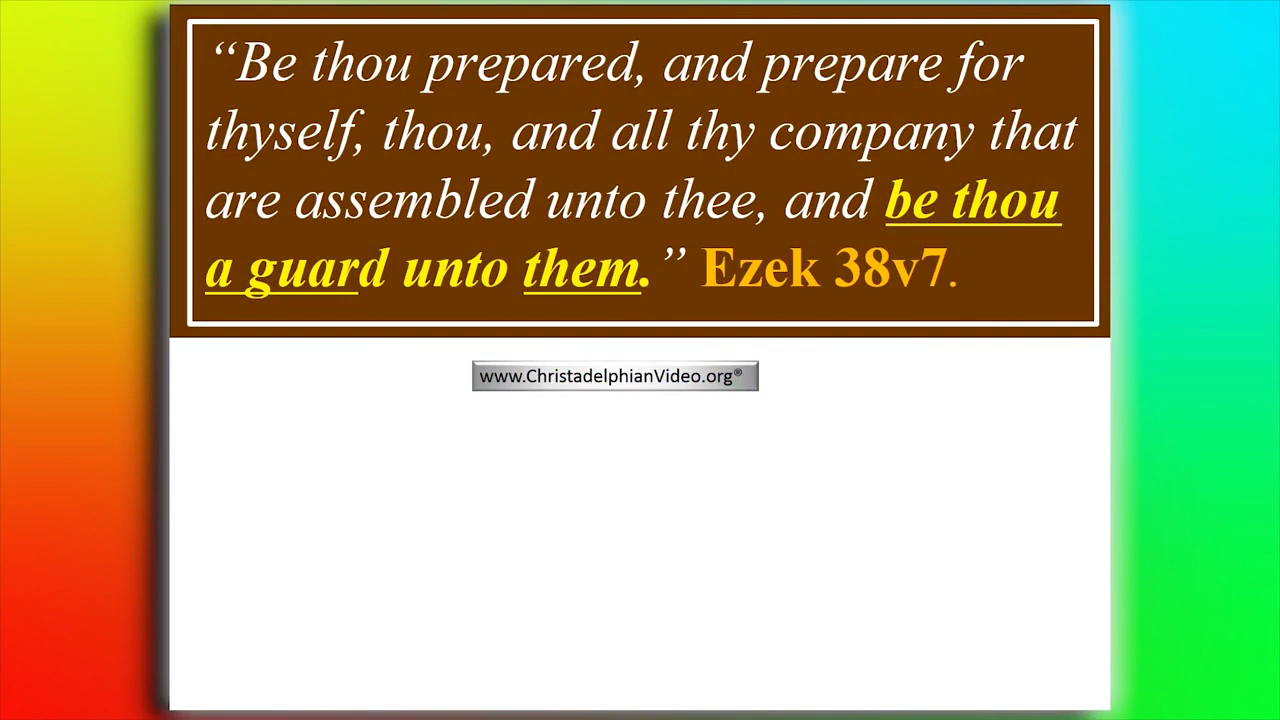 “Be thou prepared, and prepare for
thyself, thou, and all thy company that
are assembled unto thee, and be thou
a guard unto them.” Ezek 38v7.
www.ChristadelphianVideo.org®